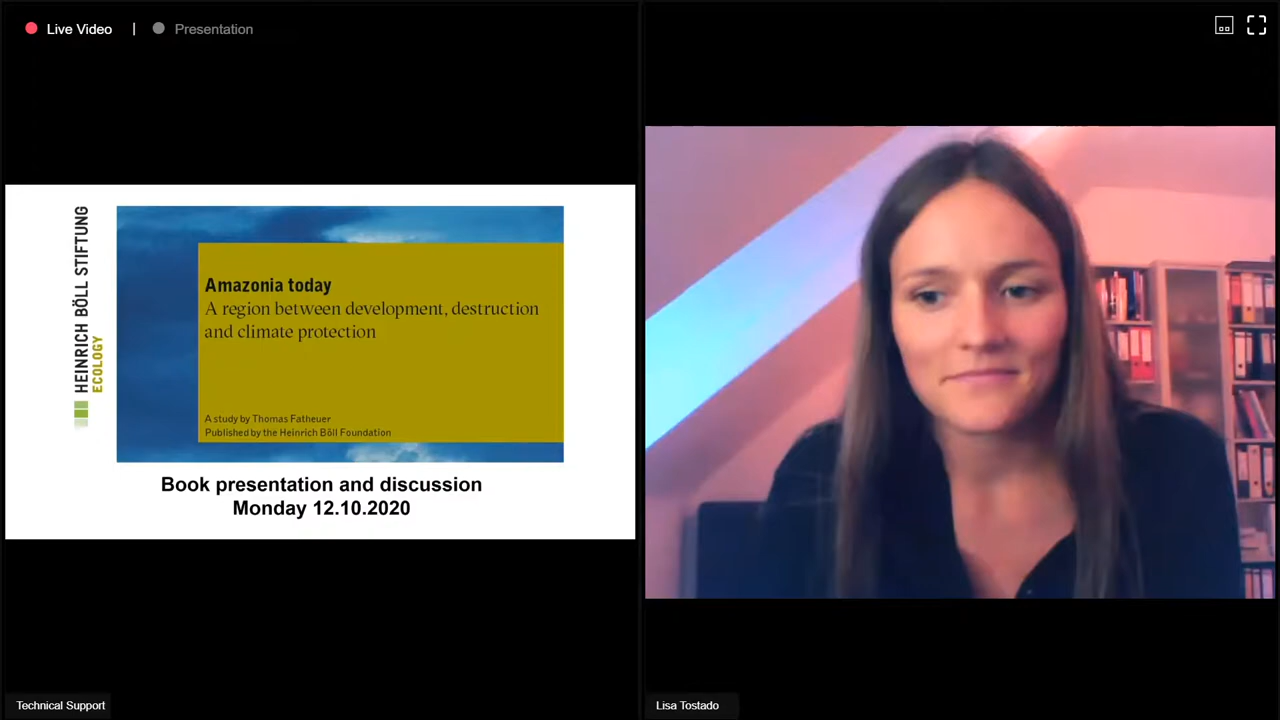 Live Video | Presentation
HEINRICH BÖLL STIFTUNG
ECOLOGY
Amazonia today
A region between development, destruction
and climate protection
A study by Thomas Fatheuer
Published by the Heinrich Böll Foundation
Book presentation and discussion
Monday 12.10.2020
Technical Support
Lisa Tostado